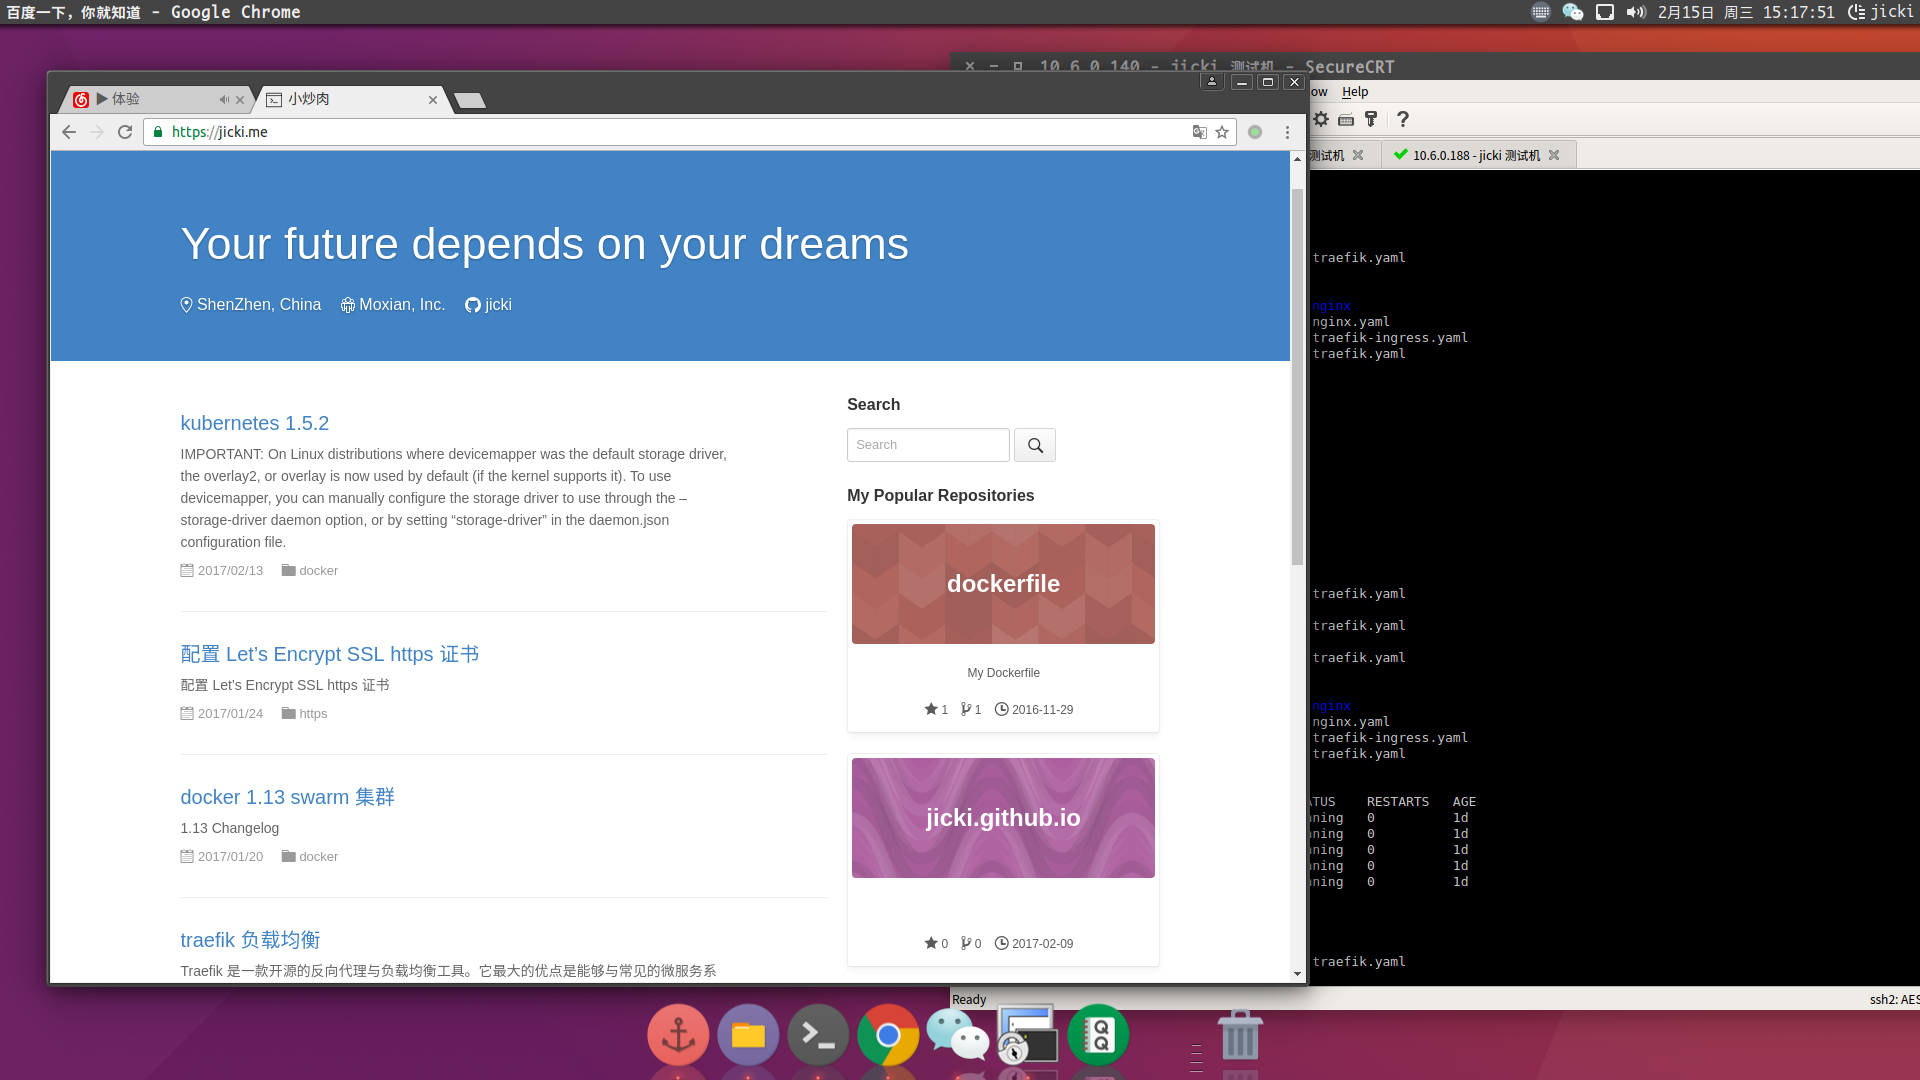 百度一下，你就知道 - Google Chrome
2月15日 周三 15:17:51
jicki
10.6.0.140 - jicki 测试机 - SecureCRT
体验
小炒肉
https://jicki.me
Help
测试机
10.6.0.188 - jicki 测试机
Your future depends on your dreams
ShenZhen, China
Moxian, Inc.
jicki
kubernetes 1.5.2
IMPORTANT: On Linux distributions where devicemapper was the default storage driver,
the overlay2, or overlay is now used by default (if the kernel supports it). To use
devicemapper, you can manually configure the storage driver to use through the –
storage-driver daemon option, or by setting “storage-driver” in the daemon.json
configuration file.
2017/02/13 docker
配置 Let’s Encrypt SSL https 证书
配置 Let’s Encrypt SSL https 证书
2017/01/24 https
docker 1.13 swarm 集群
1.13 Changelog
2017/01/20 docker
traefik 负载均衡
Traefik 是一款开源的反向代理与负载均衡工具。它最大的优点是能够与常见的微服务系
Search
Search
My Popular Repositories
dockerfile
My Dockerfile
1 1 2016-11-29
jicki.github.io
0 0 2017-02-09
traefik.yaml
nginx
nginx.yaml
traefik-ingress.yaml
traefik.yaml
traefik.yaml
traefik.yaml
traefik.yaml
nginx
nginx.yaml
traefik-ingress.yaml
traefik.yaml
RESTARTS AGE
0 1d
0 1d
0 1d
0 1d
0 1d
traefik.yaml
Ready
ssh2: AES